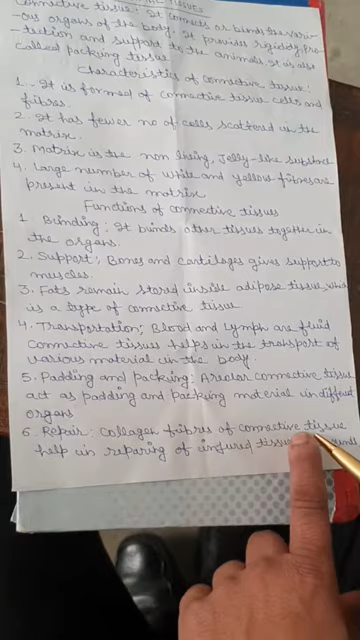 TISSUES
Connective tissue: It connects or binds the vari-
-ous organs of the body. It provides regiddy, Pro-
-tection and support to the animals. It is also
called packing tissue.
Characteristics of connective tissue:
1. It is formed of connective tissue cells and
fibres.
2. It has fewer no of cells scattered in the
matrix.
3. Matrix is the non living, Jelly-like substnce
4. Large number of white and yellow fibres are
present in the matrix
Functions of connective tissues
1. Binding: It binds other tissues together in
the organs.
2. Support: Bones and cartilages gives support to
muscles.
3. Fats remain stored inside adipose tissue, which
is a type of connective tissue
4. Transportation: Blood and lymph are fluid
connective tissues helps in the transport of
various material in the body.
5. Padding and packing: Areolar connective tissue
act as padding and packing material in different
organs
6. Repair: Collagen fibres of connective tissue
help in reparing of injured tissue